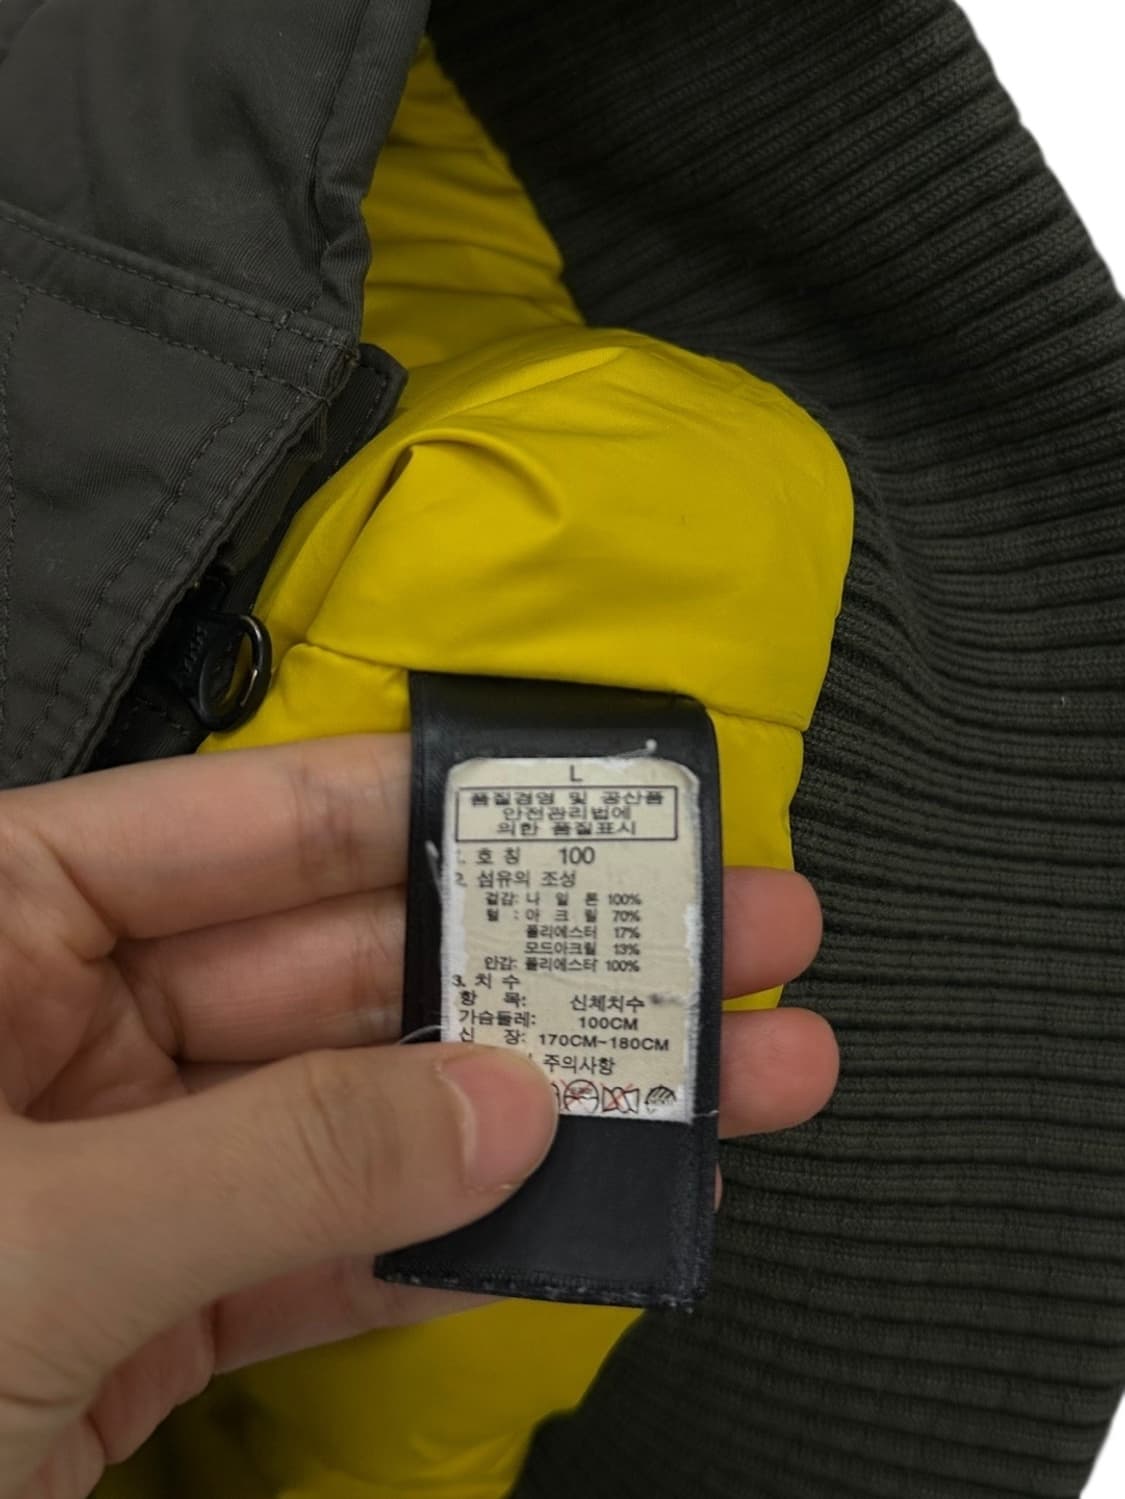 L
품질경영 및 공산품
안전관리법에
의한 품질표시
1. 호 칭 100
2. 섬유의 조성
겉감: 나 일 론 100%
털 : 아 크 릴 70%
폴리에스터 17%
모드아크릴 13%
안감: 폴리에스터 100%
3. 치 수
항 목: 신체치수
가슴둘레: 100CM
신 장: 170CM-180CM
주의사항